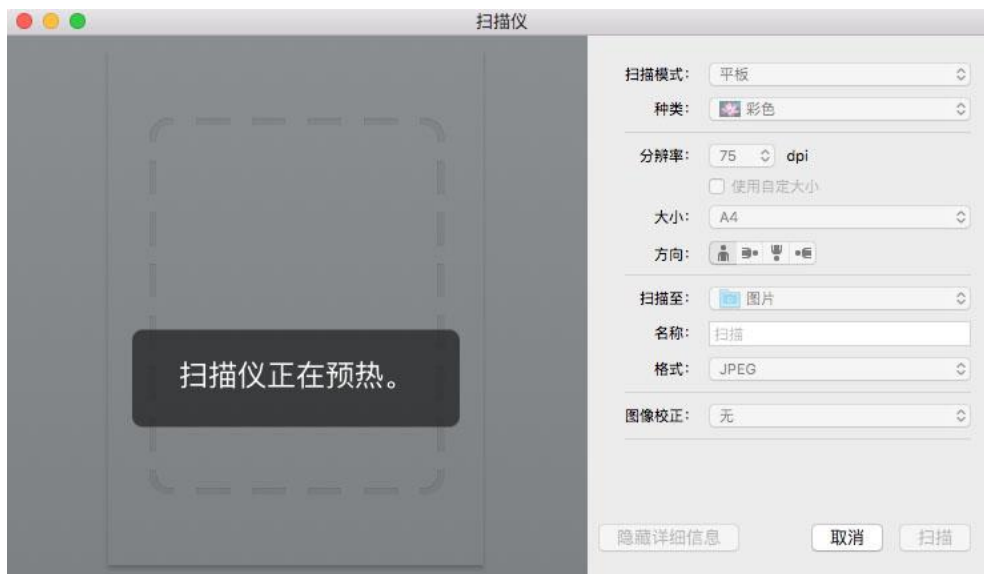 扫描仪
扫描模式: 平板
种类: 彩色
分辨率: 75 dpi
使用自定大小
大小: A4
方向:
扫描至: 图片
名称: 扫描
格式: JPEG
图像校正: 无
扫描仪正在预热。
隐藏详细信息 取消 扫描